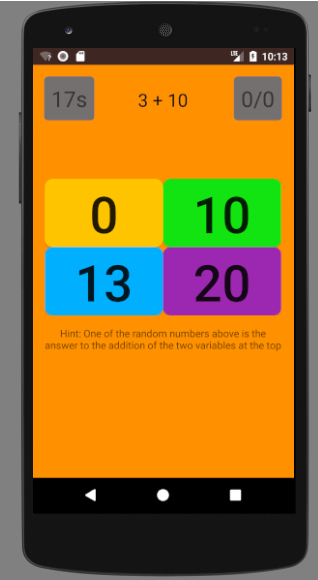 LTE 10:13
17s 3 + 10 0/0
0 10
13 20
Hint: One of the random numbers above is the
answer to the addition of the two variables at the top